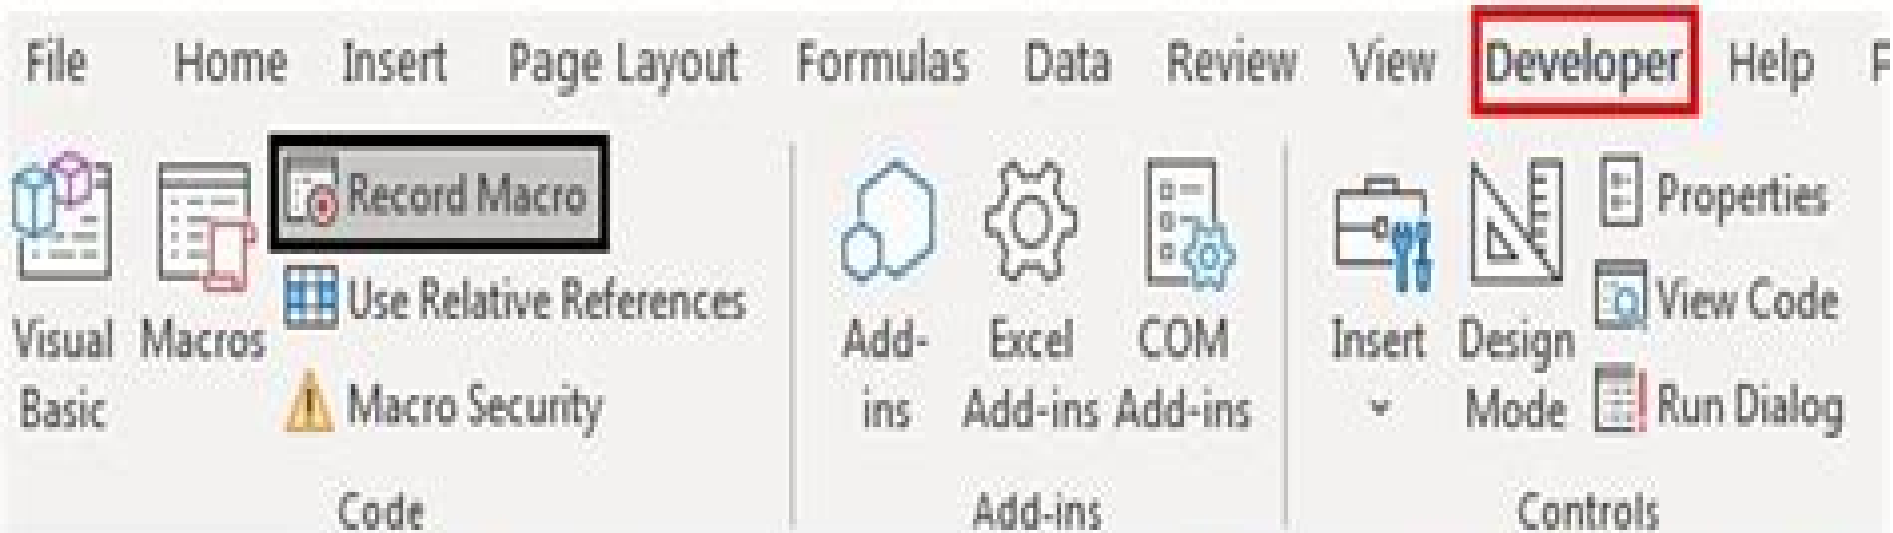 File Home Insert Page Layout Formulas Data Review View Developer Help
Record Macro
Properties
Use Relative References
View Code
Visual Basic
Macros
Add-ins
Excel Add-ins
COM Add-ins
Insert
Design Mode
Macro Security
Run Dialog
Code
Add-ins
Controls